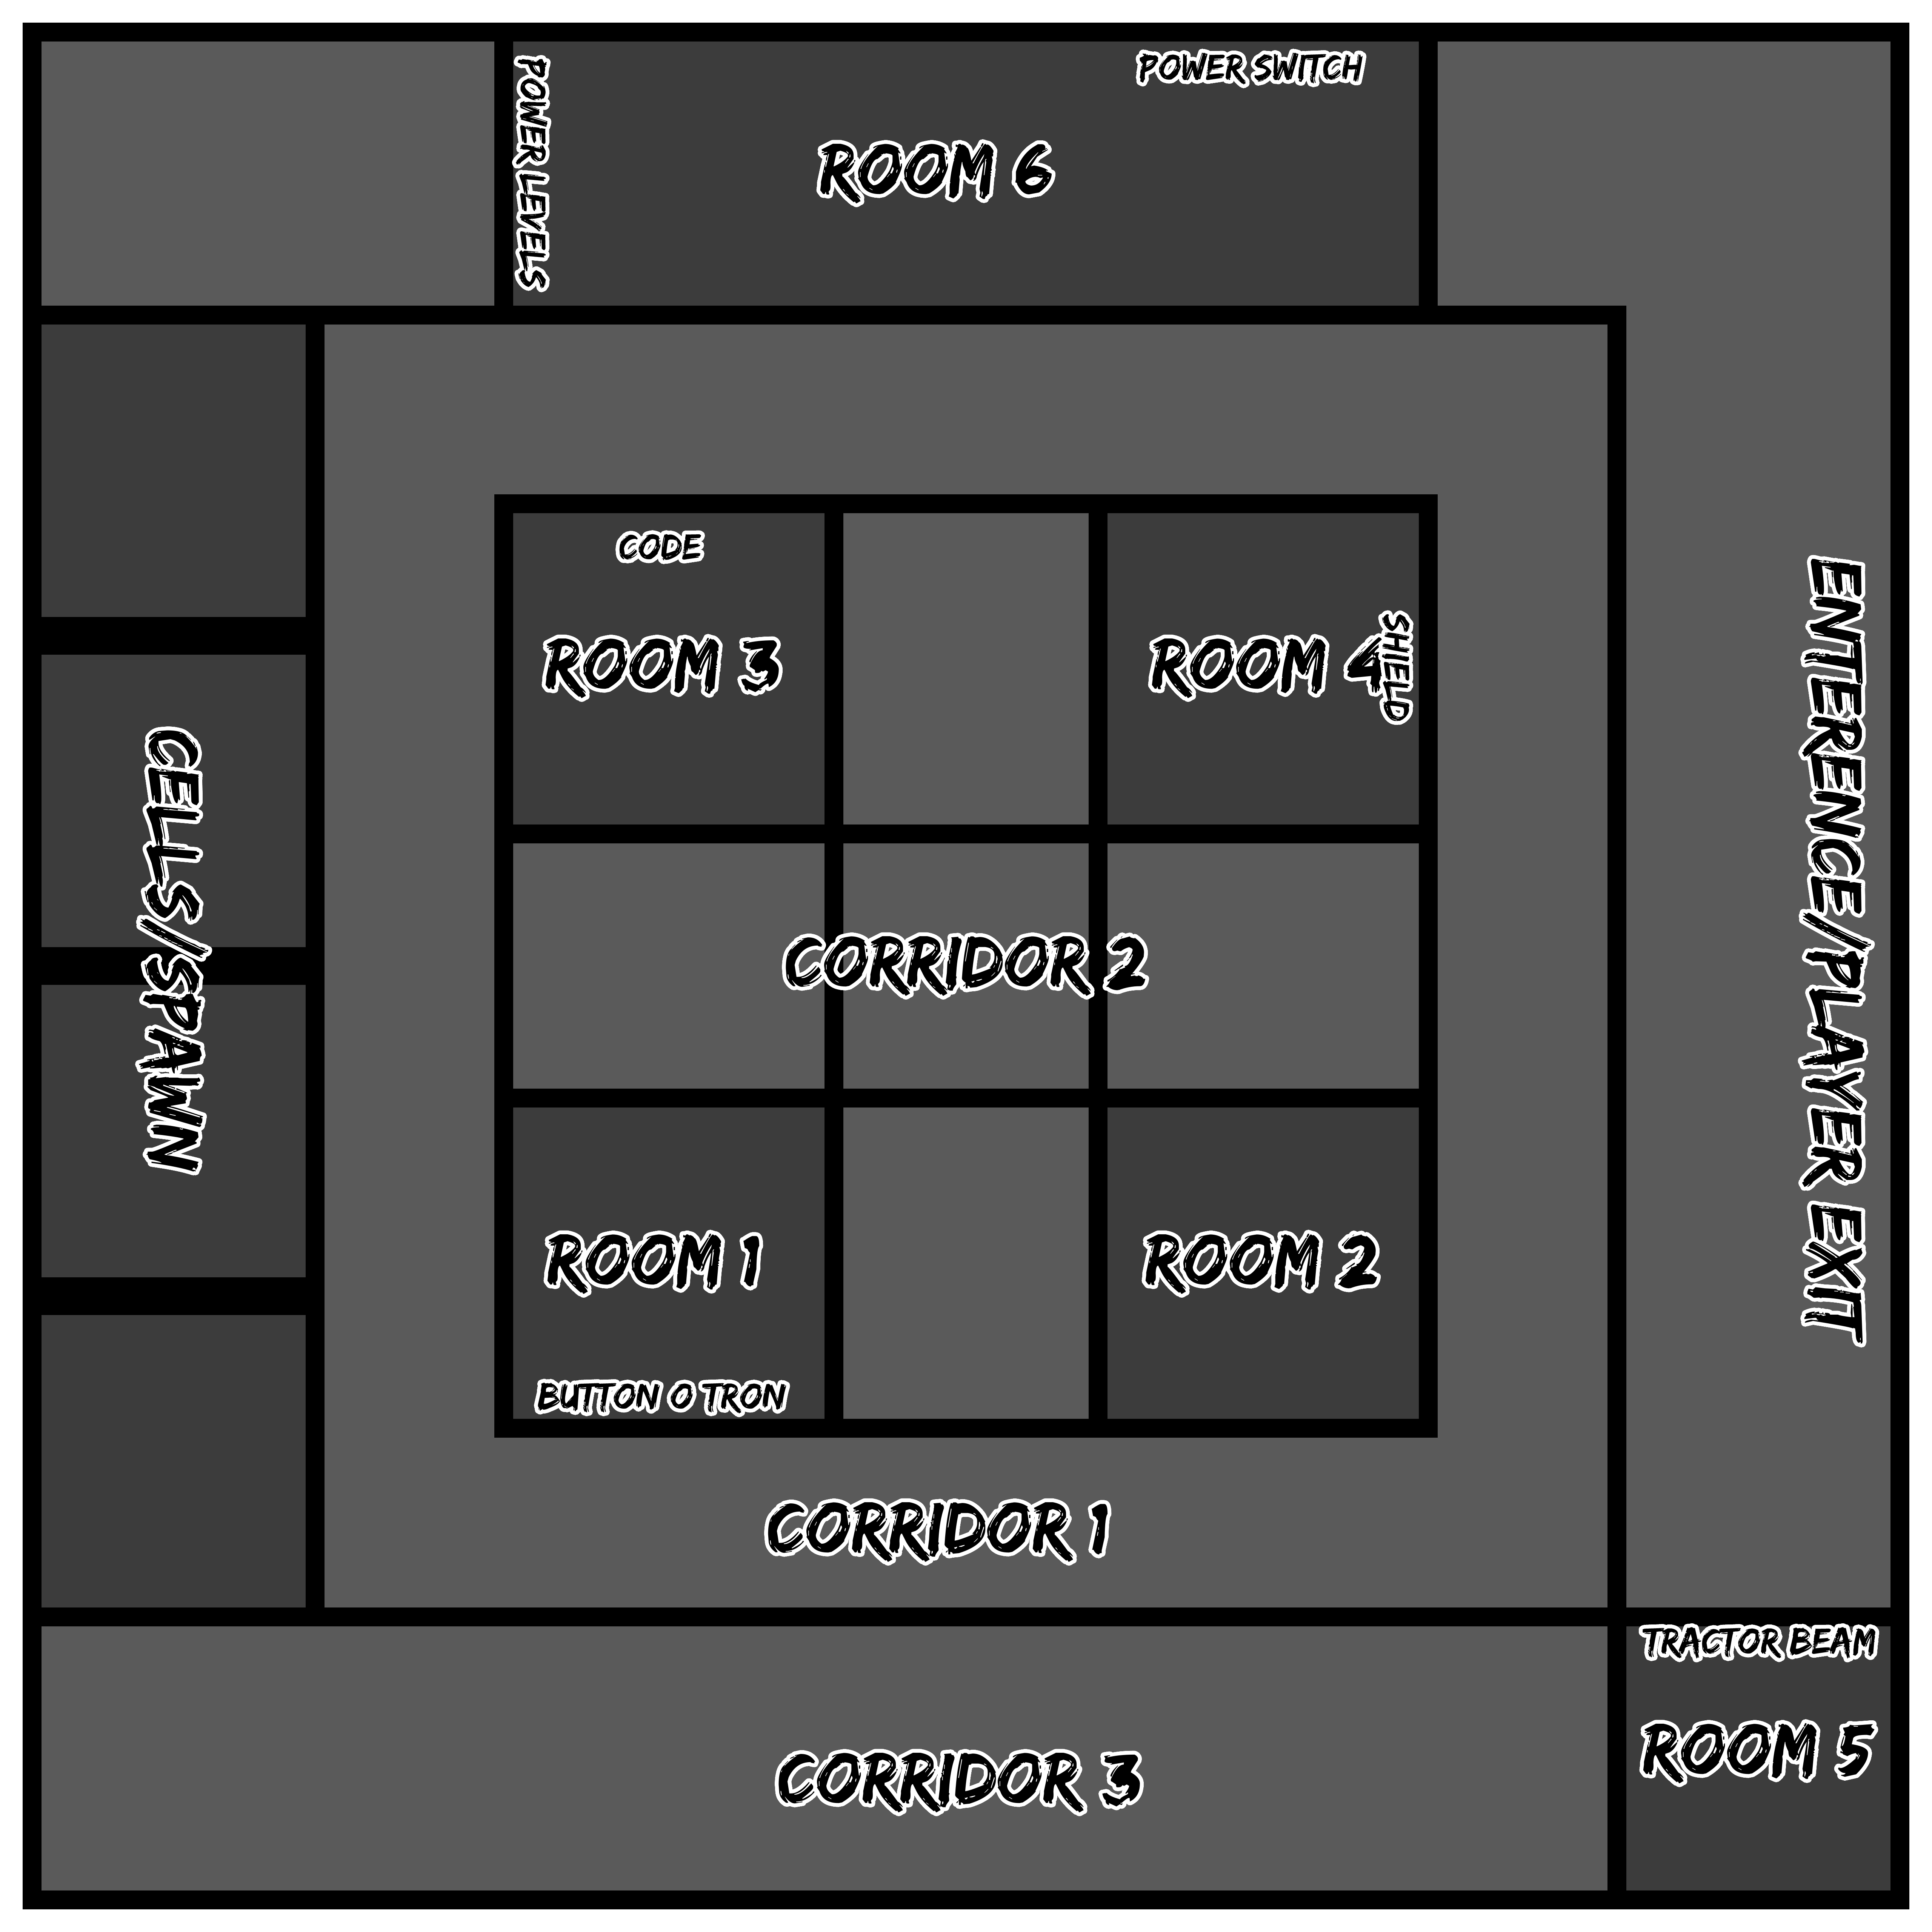 POWER SWITCH
POWER LEVELS
ROOM 6
CODE
ROOM 3
ROOM 4
SHIELD
ENTERENCE/PLAYER EXIT
CELLS/SPAWN
CORRIDOR 2
ROOM 1
ROOM 2
BUTTON O TRON
CORRIDOR 1
TRACTOR BEAM
ROOM 5
CORRIDOR 3